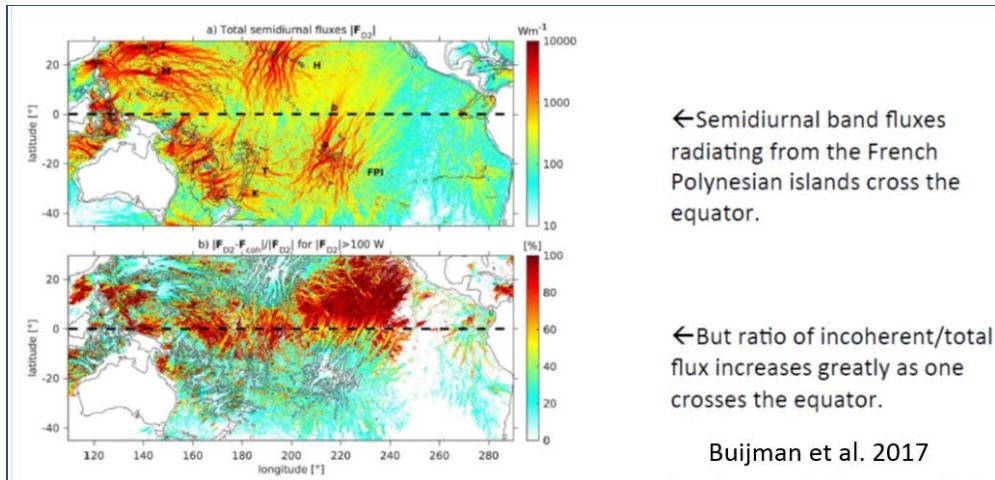 a) Total semidiurnal fluxes |F_D2|
Wm⁻¹
10000
1000
100
10
20
0
-20
-40
latitude [°]
M
H
b
T
K
FPI
←Semidiurnal band fluxes
radiating from the French
Polynesian islands cross the
equator.
b) |F_D2-F_coh|/|F_D2| for |F_D2|>100 W
[%]
100
80
60
40
20
0
20
0
-20
-40
latitude [°]
120
140
160
180
200
220
240
260
280
longitude [°]
←But ratio of incoherent/total
flux increases greatly as one
crosses the equator.
Buijman et al. 2017